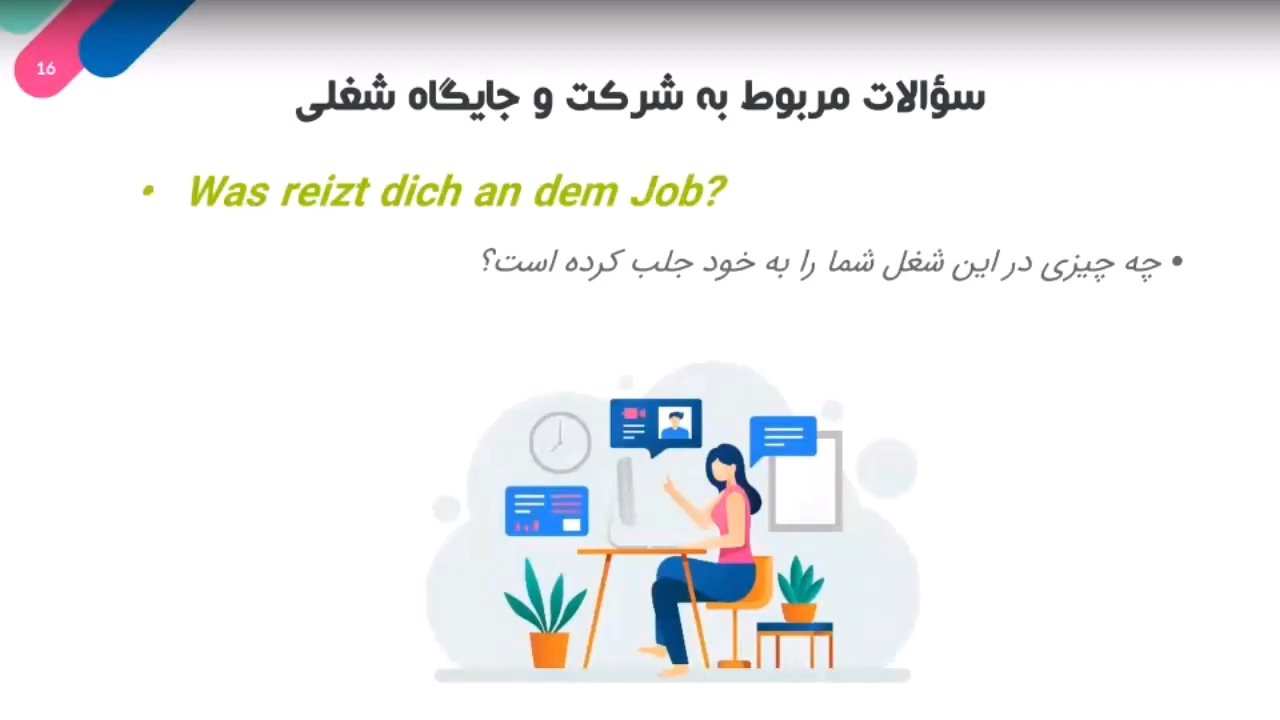 16
سؤالات مربوط به شرکت و جایگاه شغلی
• Was reizt dich an dem Job?
• چه چیزی در این شغل شما را به خود جلب کرده است؟